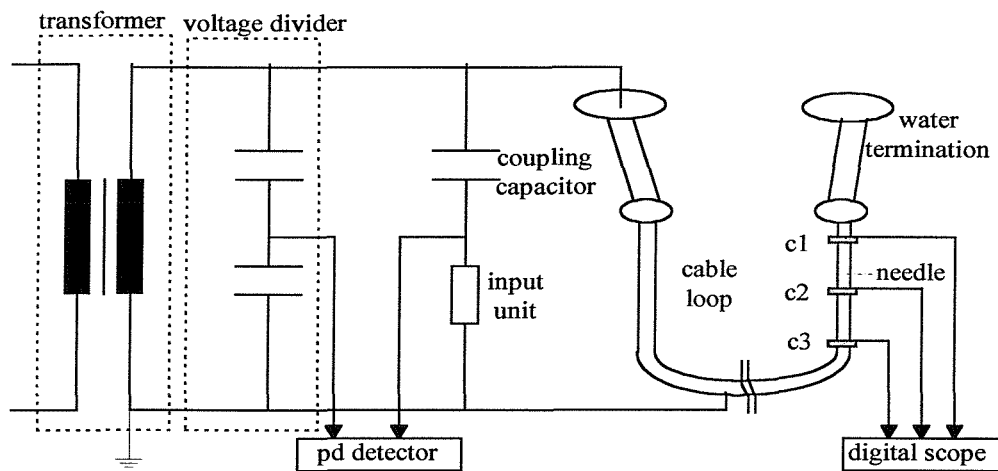 transformer
voltage divider
coupling
capacitor
input
unit
cable
loop
water
termination
c1
needle
c2
c3
pd detector
digital scope